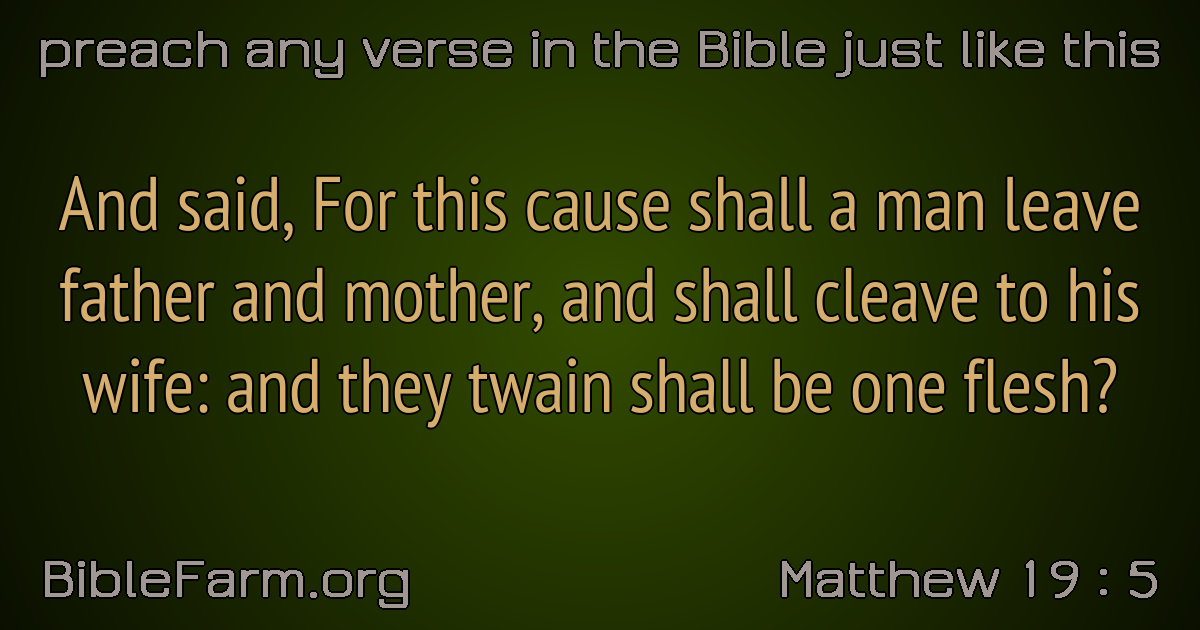 preach any verse in the Bible just like this
And said, For this cause shall a man leave
father and mother, and shall cleave to his
wife: and they twain shall be one flesh?
BibleFarm.org
Matthew 19 : 5